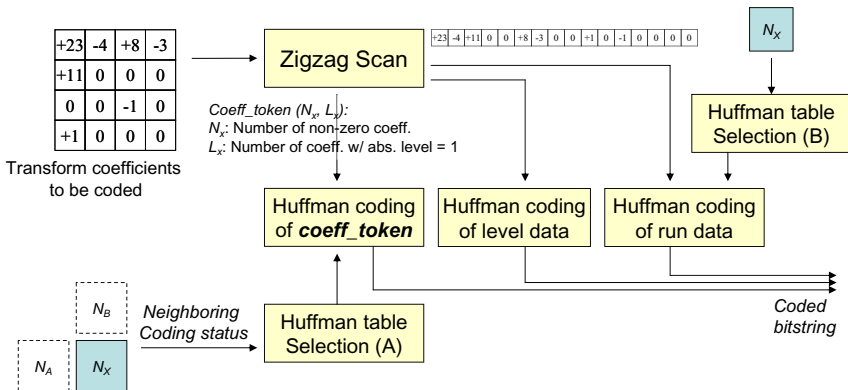 +23 -4 +8 -3
+11 0 0 0
0 0 -1 0
+1 0 0 0
Transform coefficients
to be coded
Zigzag Scan
+23 -4 +11 0 0 +8 -3 0 0 0 +1 0 -1 0 0 0 0
N_X
Huffman table
Selection (B)
Coeff_token (N_x, L_x):
N_x: Number of non-zero coeff.
L_x: Number of coeff. w/ abs. level = 1
Huffman coding
of coeff_token
Huffman coding
of level data
Huffman coding
of run data
Coded
bitstring
N_B
N_A
N_X
Neighboring
Coding status
Huffman table
Selection (A)